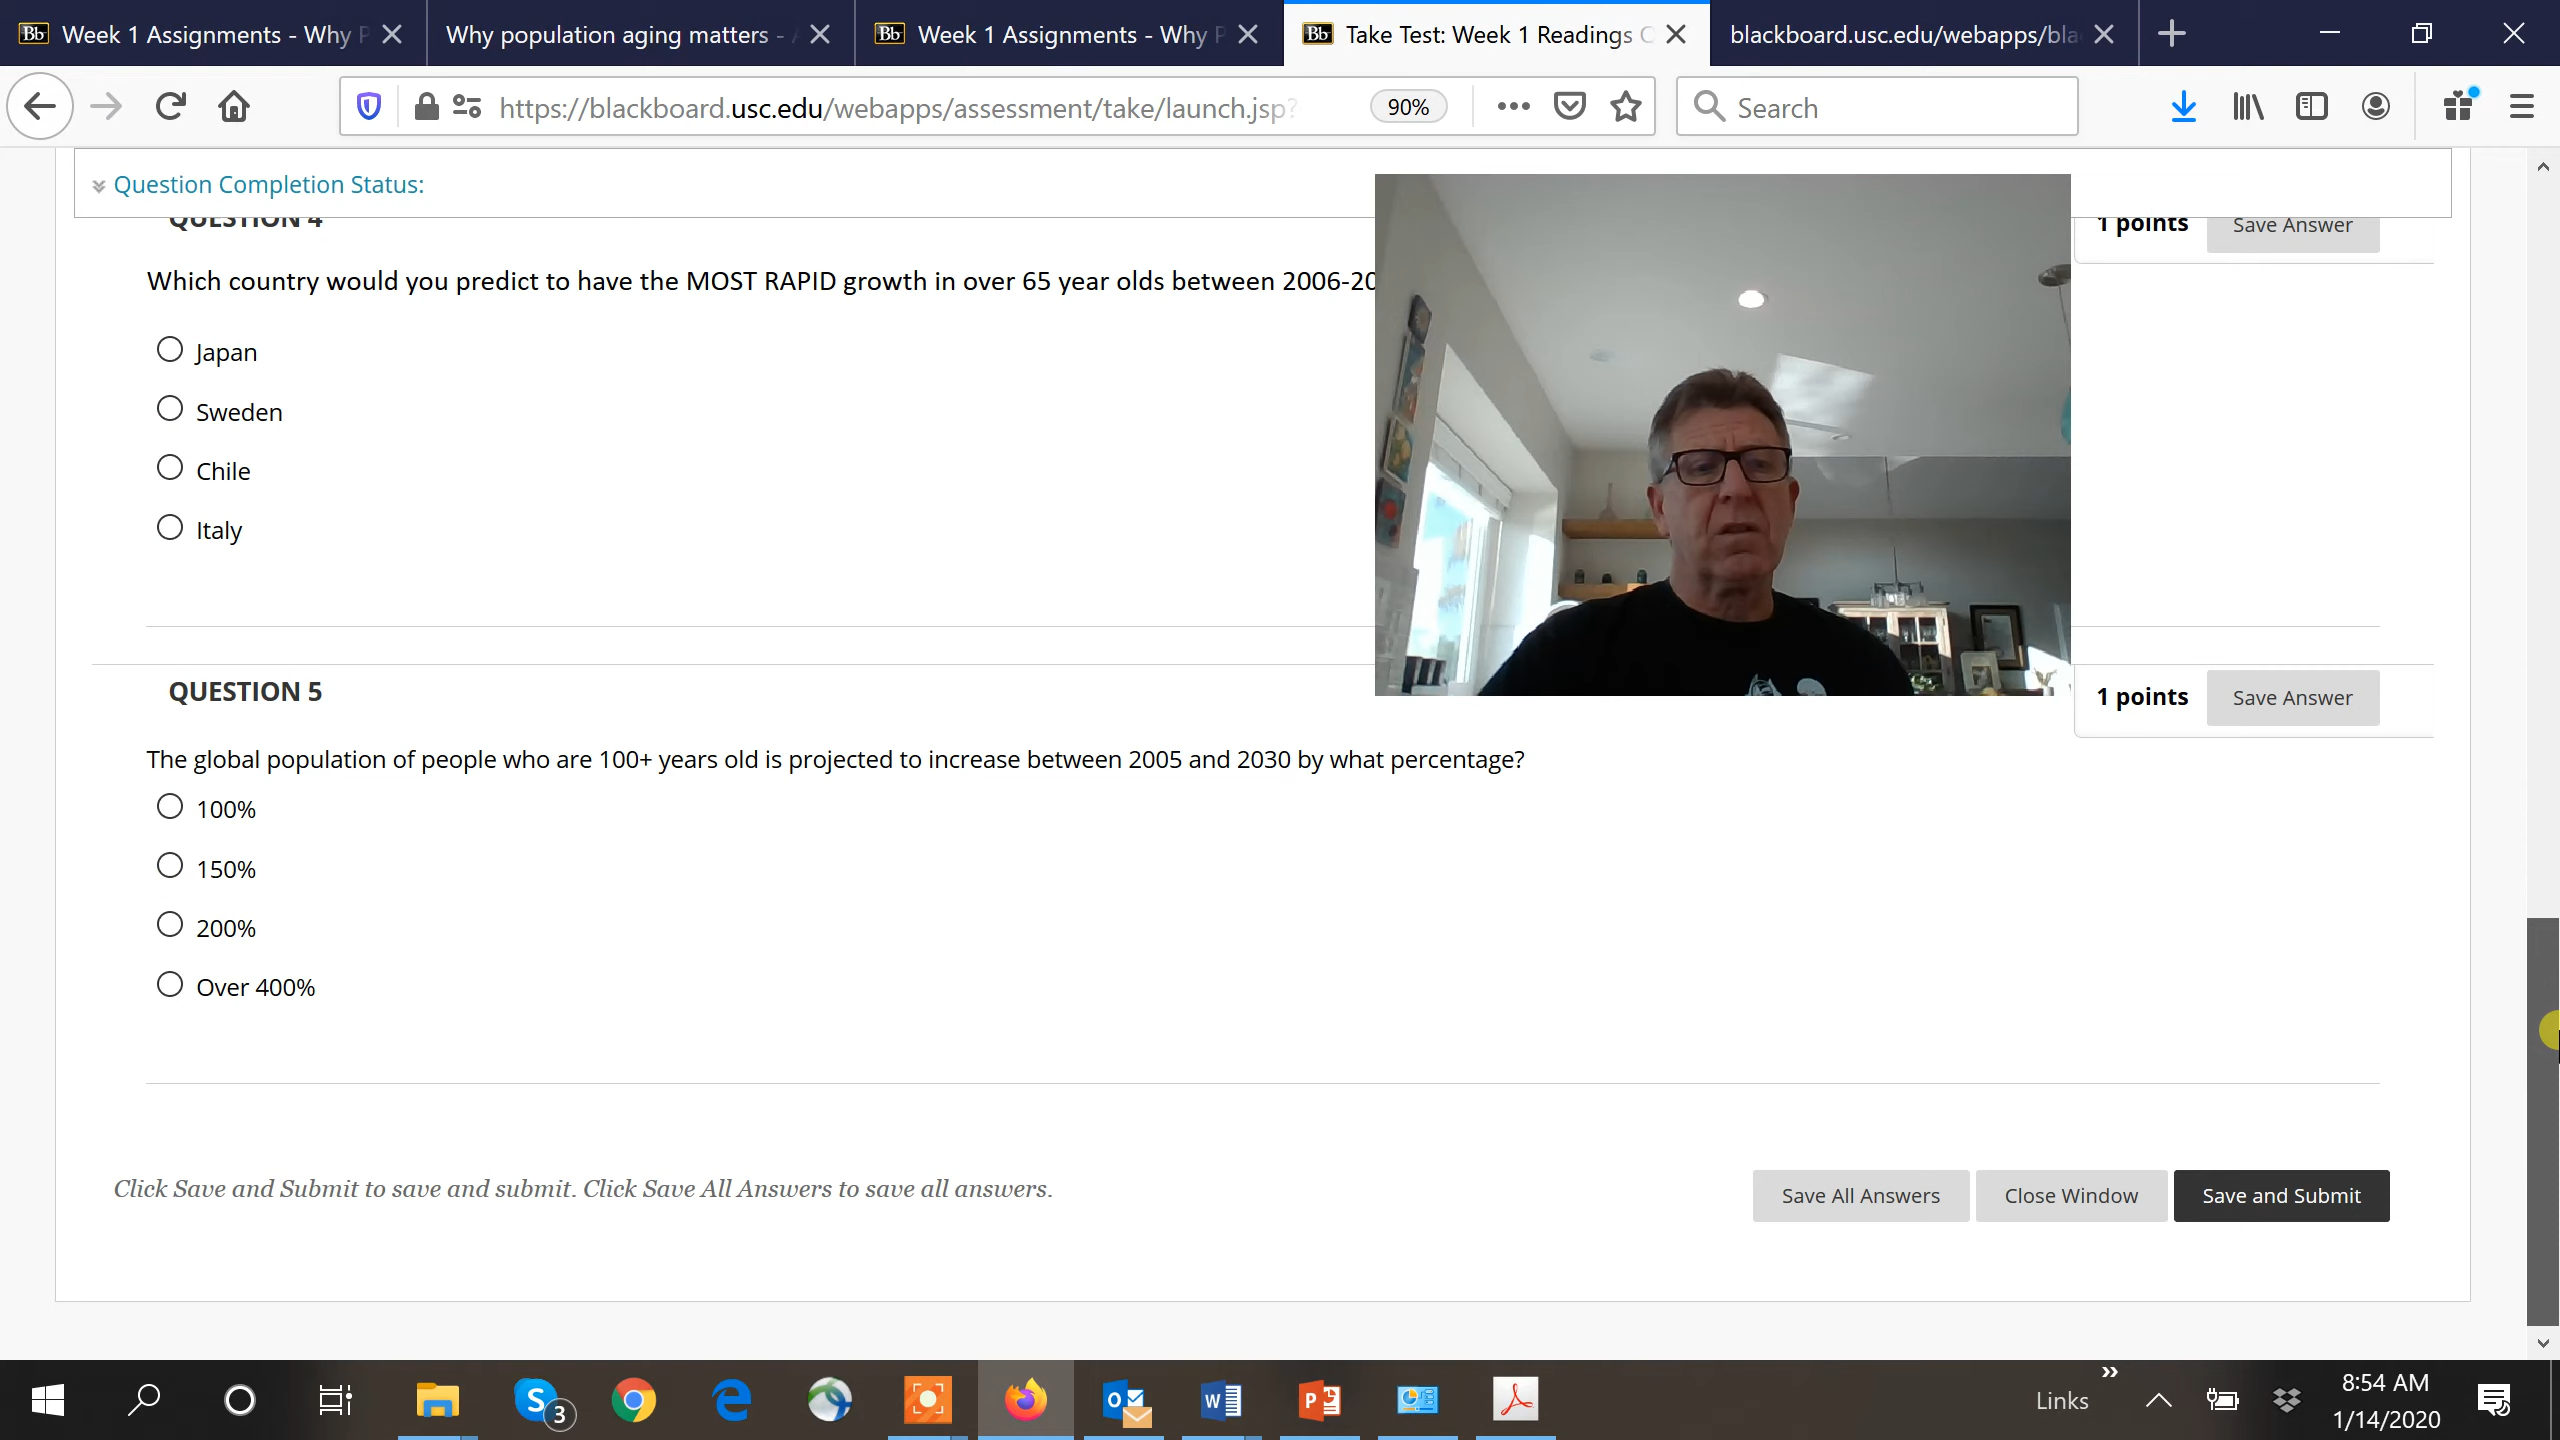 Bb Week 1 Assignments - Why P
Why population aging matters - A
Bb Week 1 Assignments - Why P
Bb Take Test: Week 1 Readings C
blackboard.usc.edu/webapps/bla
https://blackboard.usc.edu/webapps/assessment/take/launch.jsp?
90%
Search
Question Completion Status:
QUESTION 4
1 points
Save Answer
Which country would you predict to have the MOST RAPID growth in over 65 year olds between 2006-20
Japan
Sweden
Chile
Italy
QUESTION 5
1 points
Save Answer
The global population of people who are 100+ years old is projected to increase between 2005 and 2030 by what percentage?
100%
150%
200%
Over 400%
Click Save and Submit to save and submit. Click Save All Answers to save all answers.
Save All Answers
Close Window
Save and Submit
3
Links
8:54 AM
1/14/2020